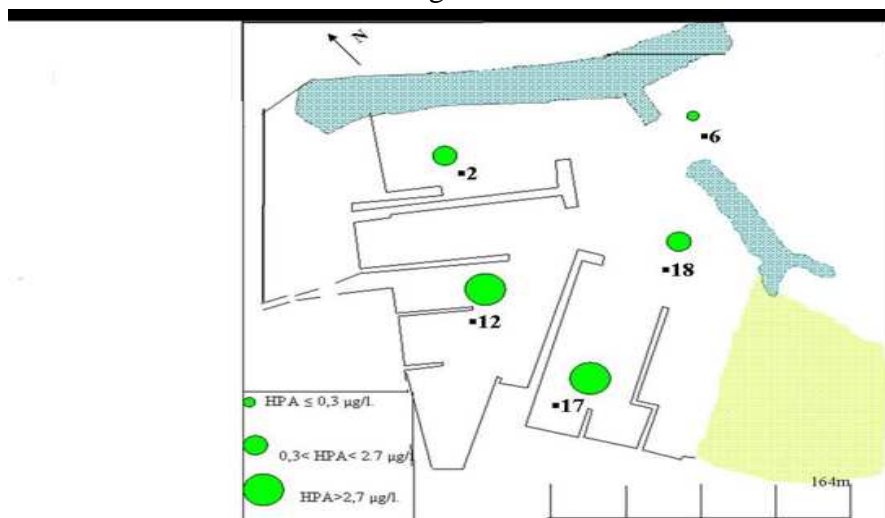 N
6
2
18
12
17
HPA ≤ 0,3 µg/l.
0,3< HPA< 2.7 µg/l
HPA>2,7 µg/l.
164m